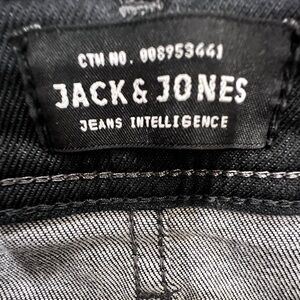 CTN NO. 008953441
JACK & JONES
JEANS INTELLIGENCE